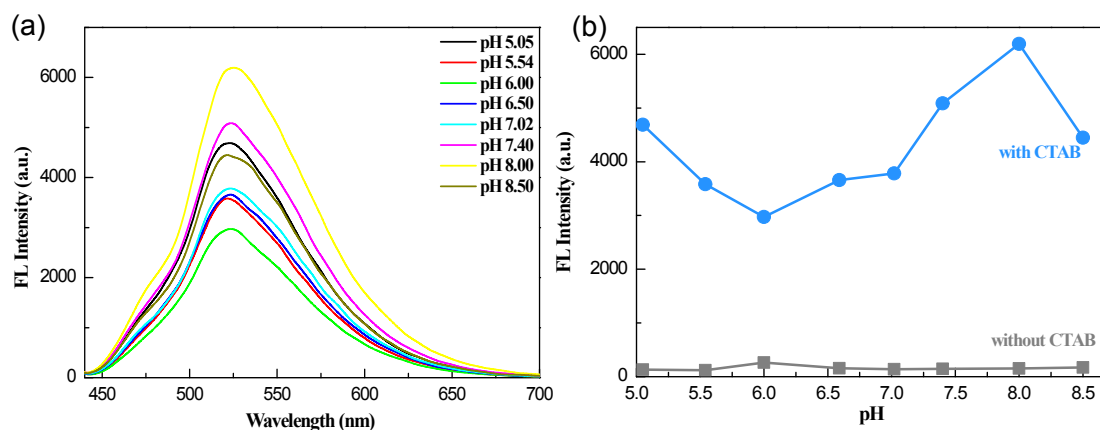 (a)
FL Intensity (a.u.)
6000
4000
2000
0
450
500
550
600
650
700
Wavelength (nm)
pH 5.05
pH 5.54
pH 6.00
pH 6.50
pH 7.02
pH 7.40
pH 8.00
pH 8.50
(b)
FL Intensity (a.u.)
6000
4000
2000
0
with CTAB
without CTAB
5.0
5.5
6.0
6.5
7.0
7.5
8.0
8.5
pH